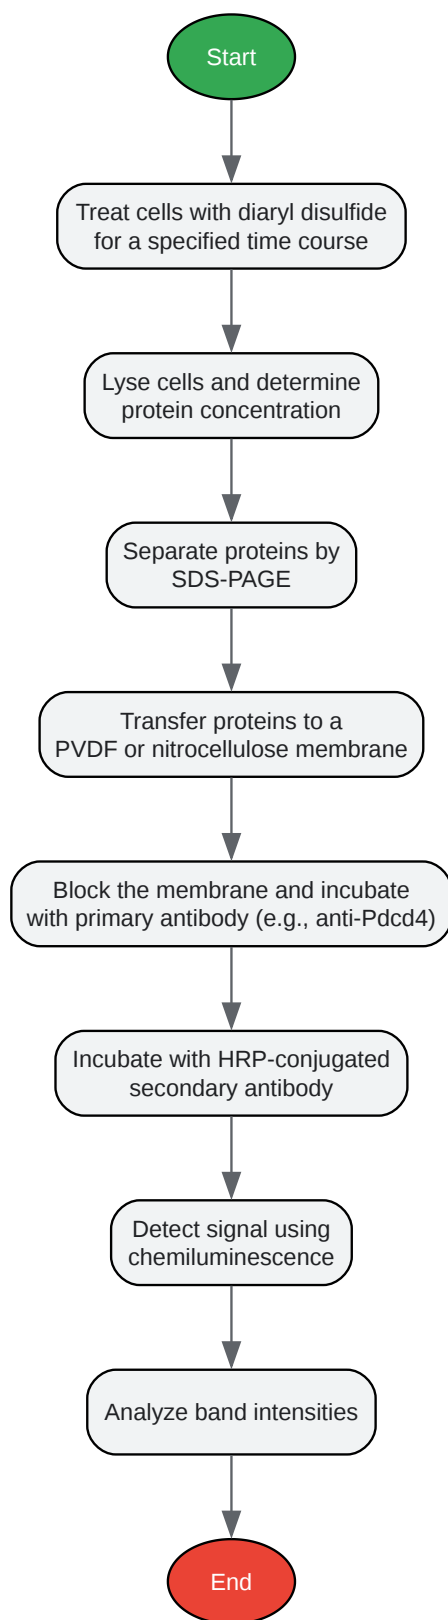 Start
Treat cells with diaryl disulfide
for a specified time course
Lyse cells and determine
protein concentration
Separate proteins by
SDS-PAGE
Transfer proteins to a
PVDF or nitrocellulose membrane
Block the membrane and incubate
with primary antibody (e.g., anti-Pdcd4)
Incubate with HRP-conjugated
secondary antibody
Detect signal using
chemiluminescence
Analyze band intensities
End